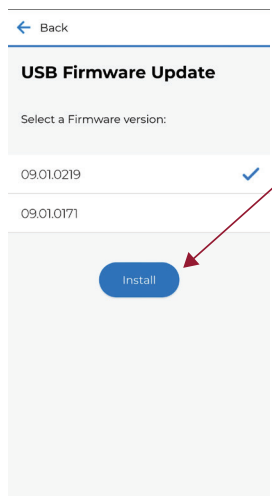 Back
USB Firmware Update
Select a Firmware version:
09.01.0219
09.01.0171
Install